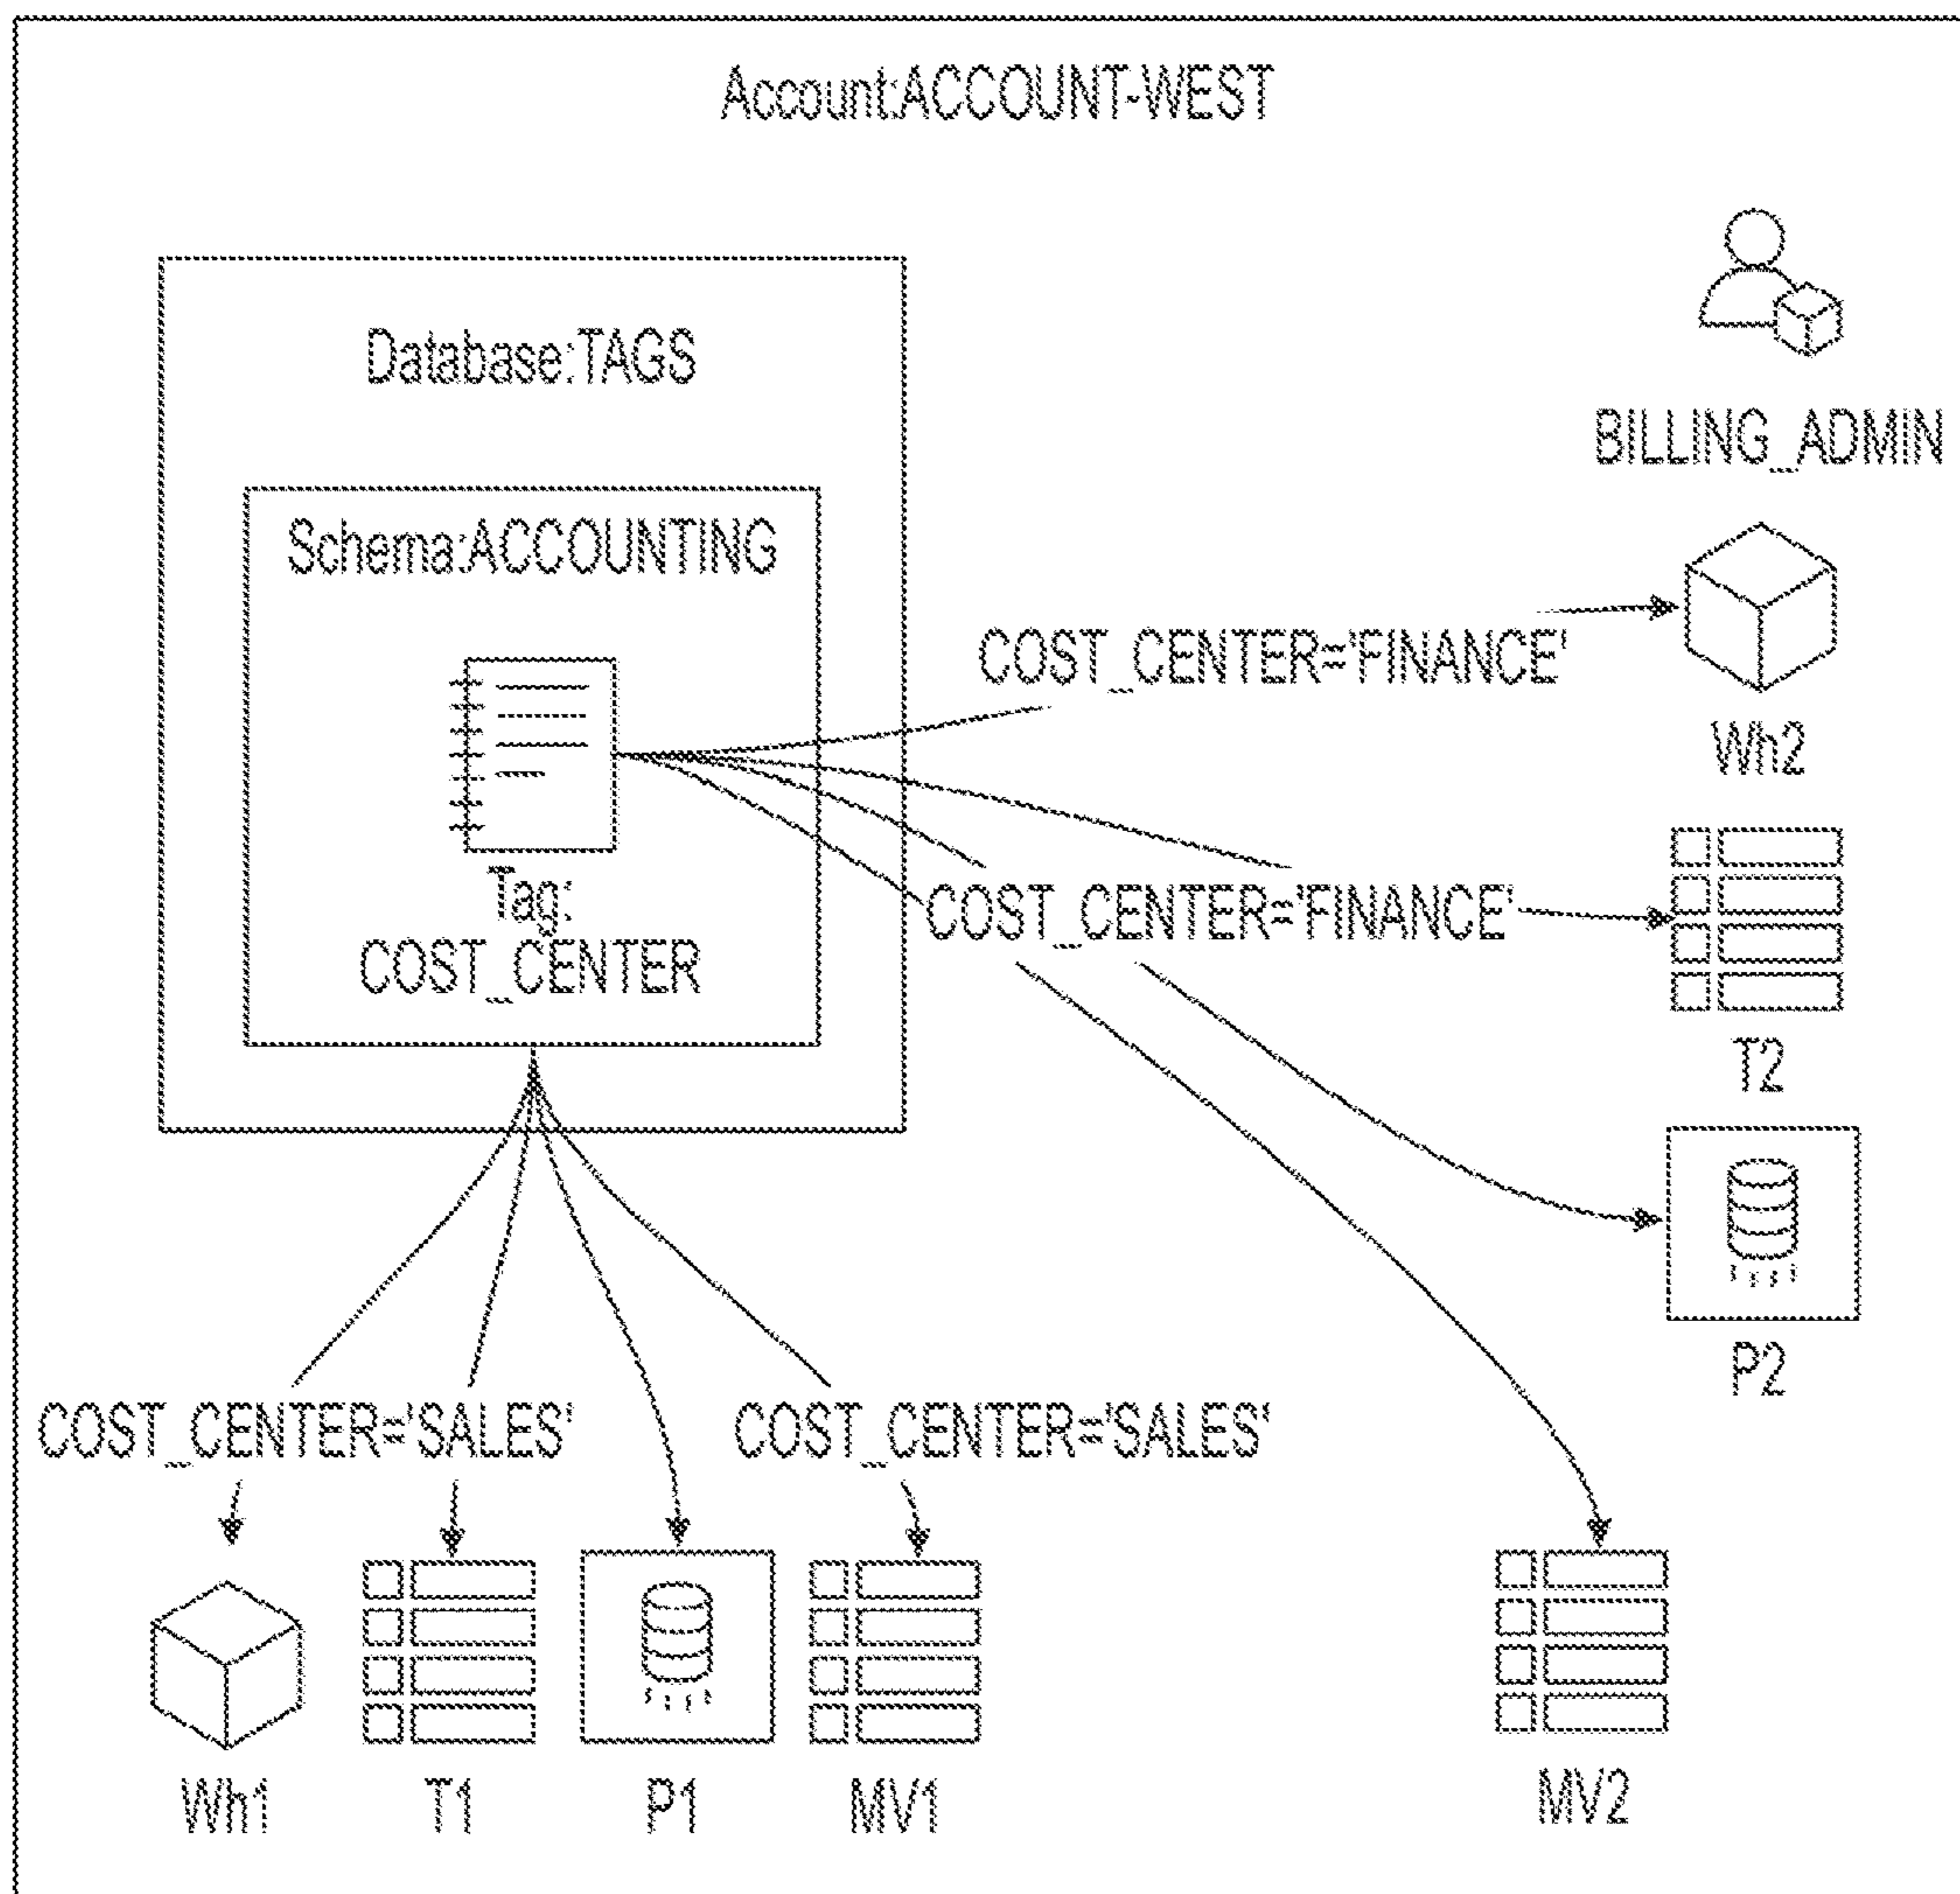 Account:ACCOUNT-WEST
Database:TAGS
BILLING_ADMIN
Schema:ACCOUNTING
COST_CENTER='FINANCE'
Wh2
Tag:
COST_CENTER
COST_CENTER='FINANCE'
T2
P2
COST_CENTER='SALES'
COST_CENTER='SALES'
Wh1
T1
P1
MV1
MV2